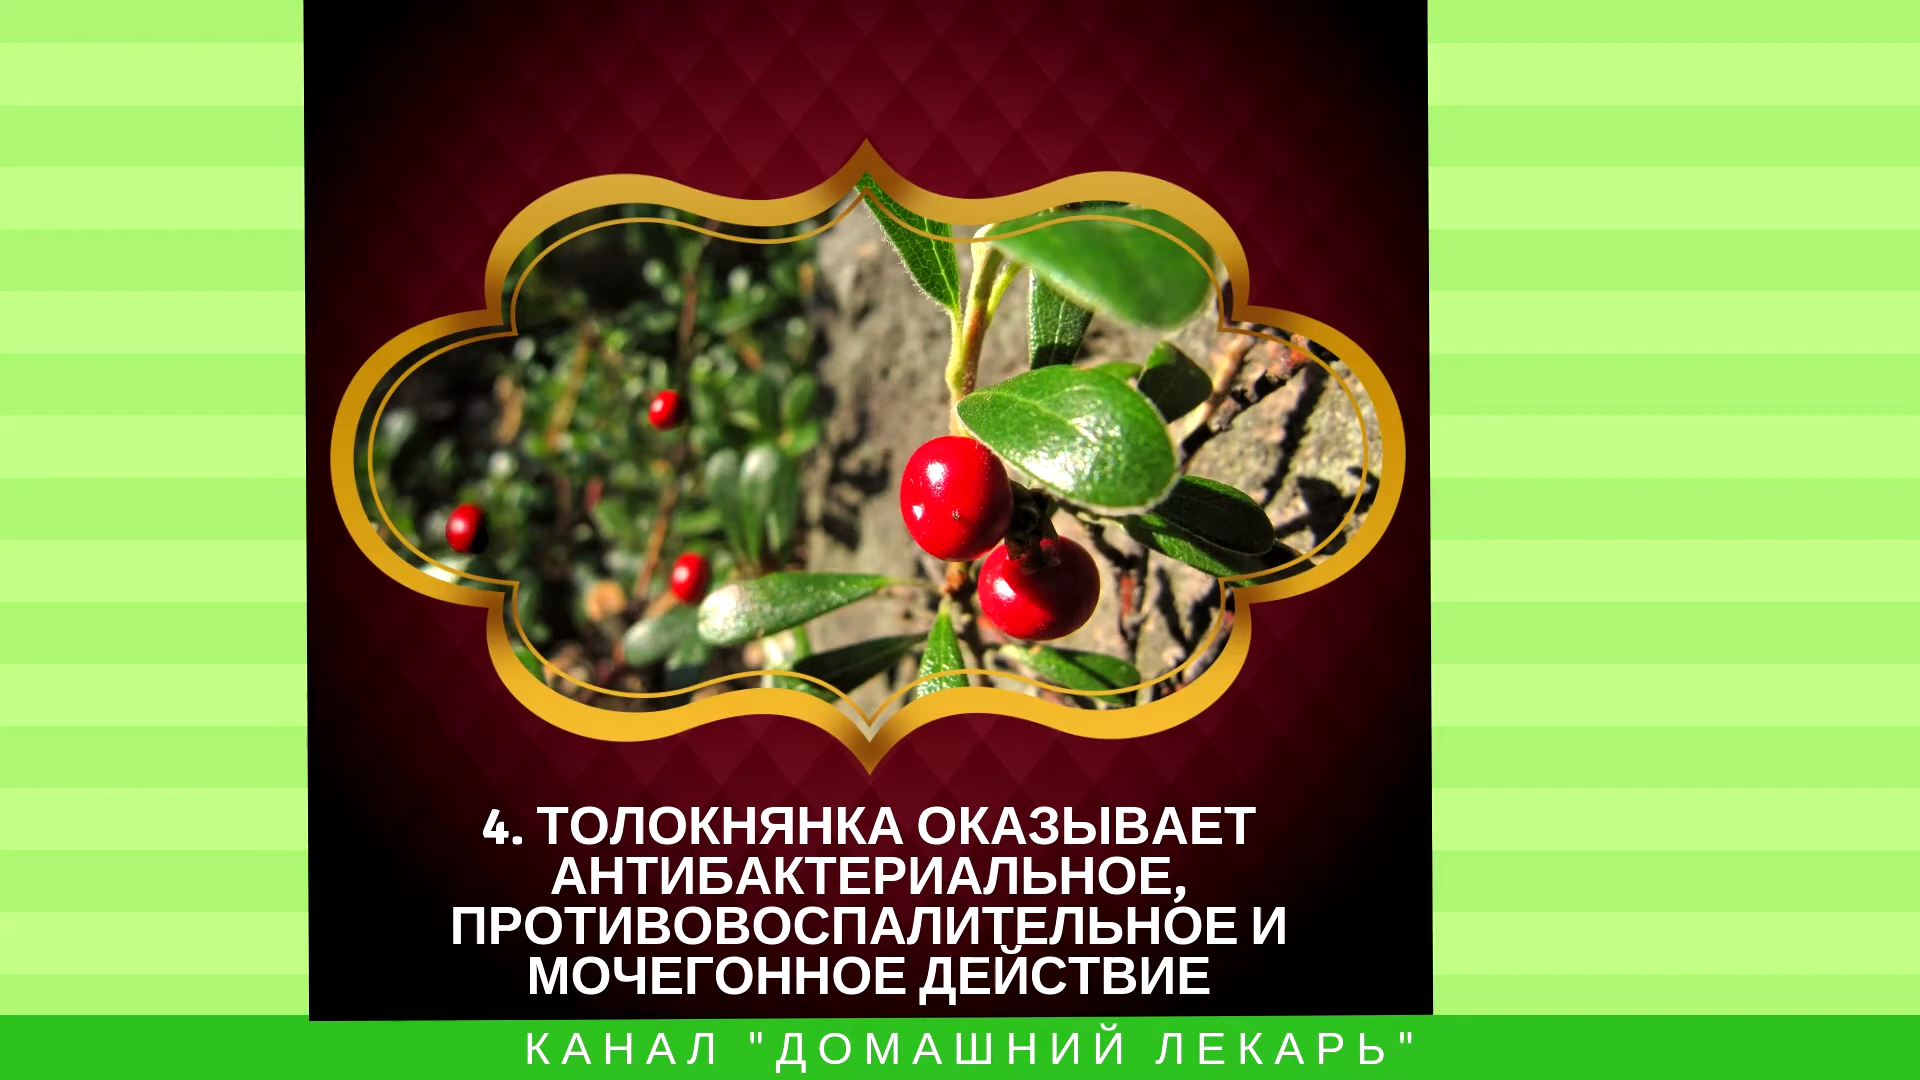 4. ТОЛОКНЯНКА ОКАЗЫВАЕТ
АНТИБАКТЕРИАЛЬНОЕ,
ПРОТИВОВОСПАЛИТЕЛЬНОЕ И
МОЧЕГОННОЕ ДЕЙСТВИЕ
КАНАЛ "ДОМАШНИЙ ЛЕКАРЬ"